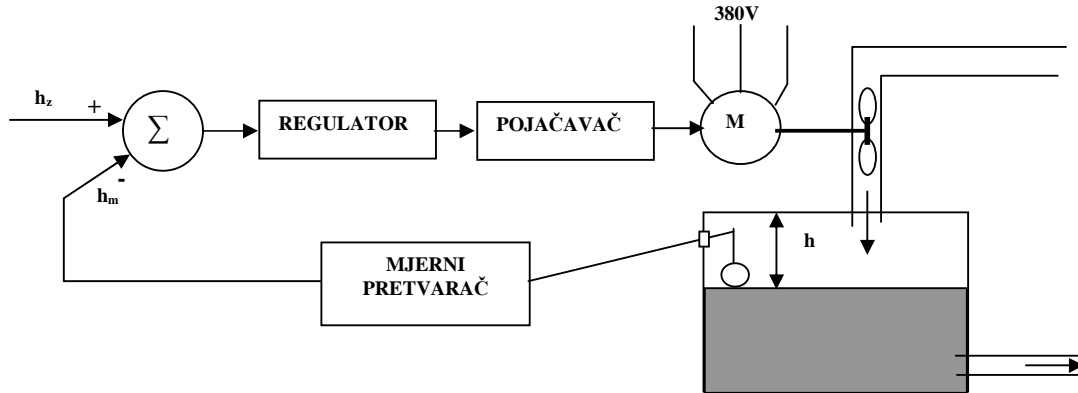 380V
hz
+
Σ
REGULATOR
POJAČAVAČ
M
-
hm
h
MJERNI
PRETVARAČ